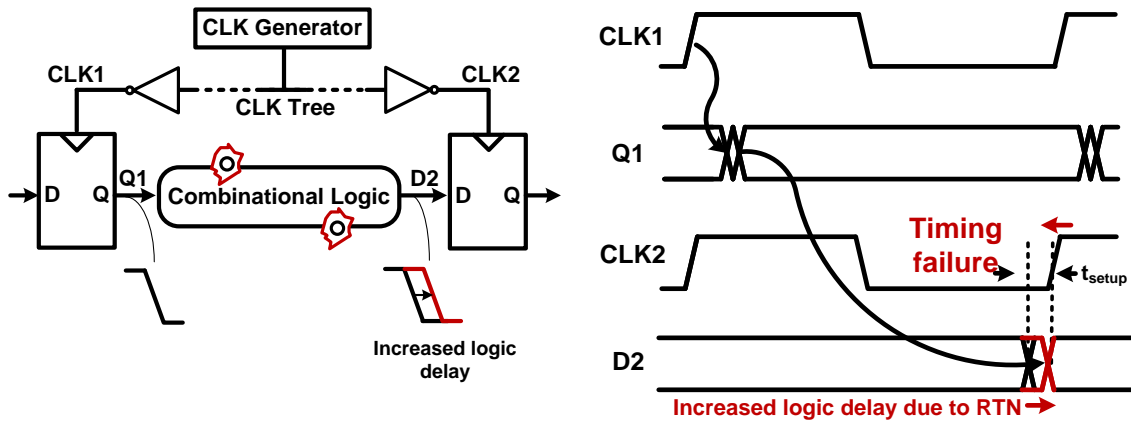 CLK Generator
CLK1
CLK2
CLK Tree
D
Q
Q1
Combinational Logic
D2
D
Q
Increased logic
delay
CLK1
Q1
CLK2
Timing
failure
tsetup
D2
Increased logic delay due to RTN